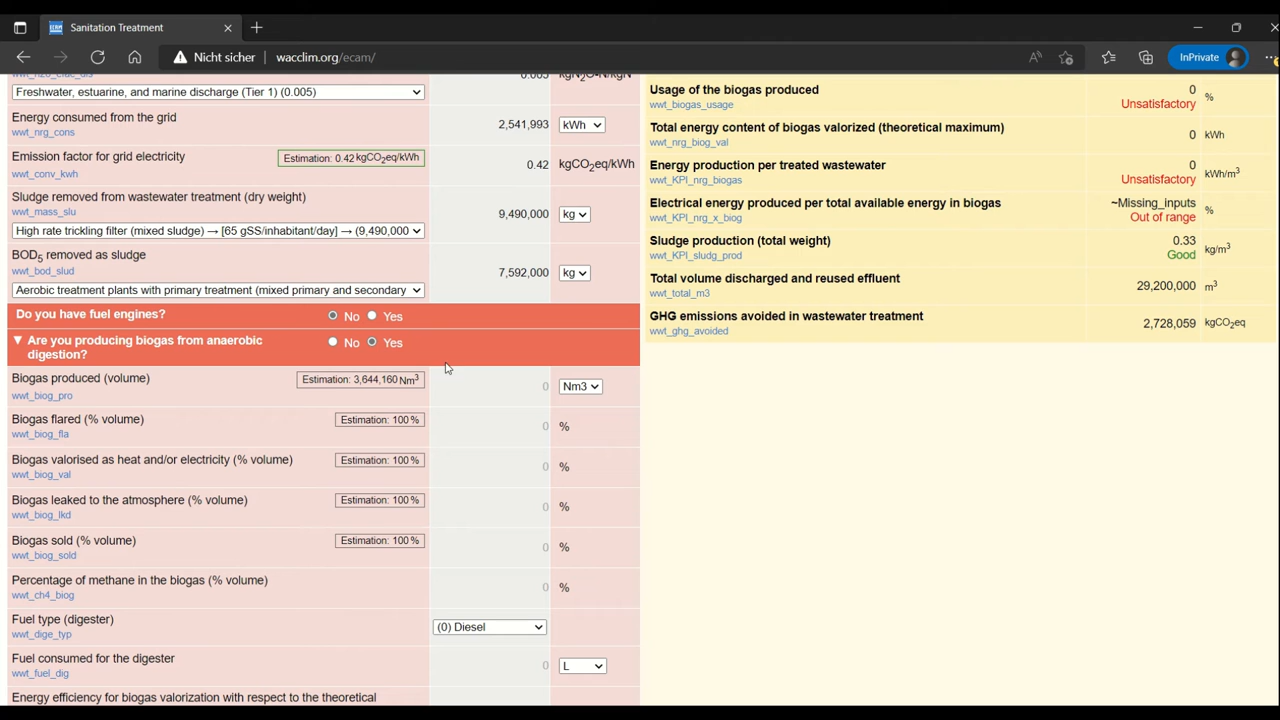 Sanitation Treatment
Nicht sicher | wacclim.org/ecam/
InPrivate
wwt_n2o_efac_dis
0.005
kgN2O-N/kgN
Freshwater, estuarine, and marine discharge (Tier 1) (0.005)
Energy consumed from the grid
wwt_nrg_cons
2,541,993
kWh
Emission factor for grid electricity
wwt_conv_kwh
Estimation: 0.42 kgCO2eq/kWh
0.42
kgCO2eq/kWh
Sludge removed from wastewater treatment (dry weight)
wwt_mass_slu
9,490,000
kg
High rate trickling filter (mixed sludge) → [65 gSS/inhabitant/day] → (9,490,000
BOD5 removed as sludge
wwt_bod_slud
7,592,000
kg
Aerobic treatment plants with primary treatment (mixed primary and secondary
Do you have fuel engines?
No
Yes
▼ Are you producing biogas from anaerobic
digestion?
No
Yes
Biogas produced (volume)
wwt_biog_pro
Estimation: 3,644,160 Nm3
0
Nm3
Biogas flared (% volume)
wwt_biog_fla
Estimation: 100 %
0
%
Biogas valorised as heat and/or electricity (% volume)
wwt_biog_val
Estimation: 100 %
0
%
Biogas leaked to the atmosphere (% volume)
wwt_biog_lkd
Estimation: 100 %
0
%
Biogas sold (% volume)
wwt_biog_sold
Estimation: 100 %
0
%
Percentage of methane in the biogas (% volume)
wwt_ch4_biog
0
%
Fuel type (digester)
wwt_dige_typ
(0) Diesel
Fuel consumed for the digester
wwt_fuel_dig
0
L
Energy efficiency for biogas valorization with respect to the theoretical
Usage of the biogas produced
wwt_biogas_usage
0
Unsatisfactory
%
Total energy content of biogas valorized (theoretical maximum)
wwt_nrg_biog_val
0
kWh
Energy production per treated wastewater
wwt_KPI_nrg_biogas
0
Unsatisfactory
kWh/m3
Electrical energy produced per total available energy in biogas
wwt_KPI_nrg_x_biog
~Missing_inputs
Out of range
%
Sludge production (total weight)
wwt_KPI_sludg_prod
0.33
Good
kg/m3
Total volume discharged and reused effluent
wwt_total_m3
29,200,000
m3
GHG emissions avoided in wastewater treatment
wwt_ghg_avoided
2,728,059
kgCO2eq